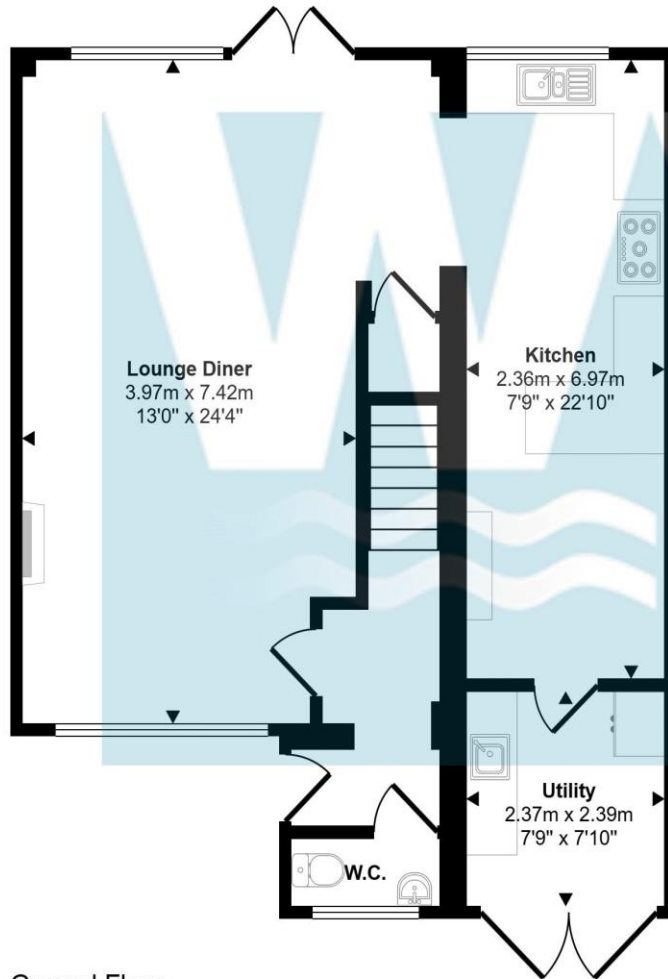 Lounge Diner
3.97m x 7.42m
13'0" x 24'4"
Kitchen
2.36m x 6.97m
7'9" x 22'10"
Utility
2.37m x 2.39m
7'9" x 7'10"
W.C.
W